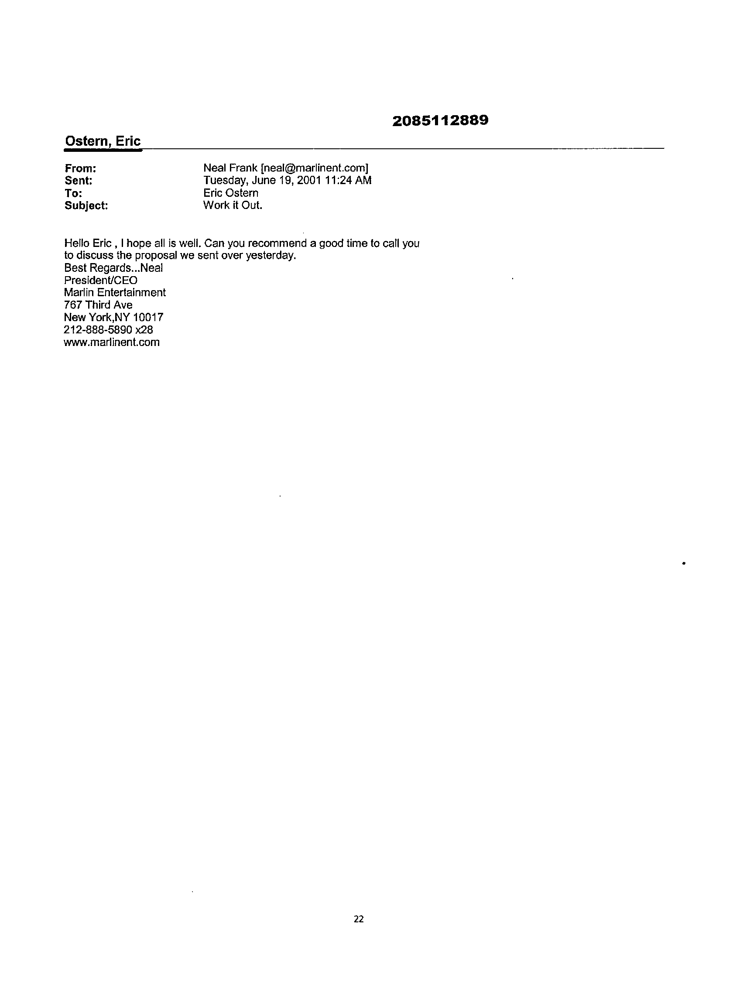 2085112889
Ostern, Eric
From: Neal Frank [neal@marlinent.com]
Sent: Tuesday, June 19, 2001 11:24 AM
To: Eric Ostern
Subject: Work it Out.
Hello Eric , I hope all is well. Can you recommend a good time to call you
to discuss the proposal we sent over yesterday.
Best Regards...Neal
President/CEO
Marlin Entertainment
767 Third Ave
New York,NY 10017
212-888-5890 x28
www.marlinent.com
22